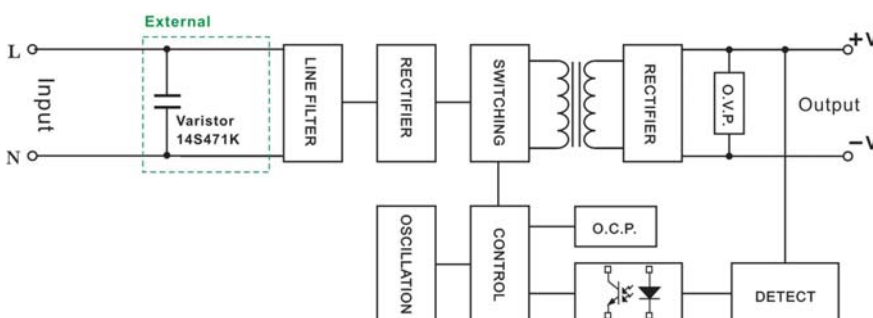 External
L
Input
N
Varistor
14S471K
LINE FILTER
RECTIFIER
SWITCHING
RECTIFIER
O.V.P.
+V
Output
-V
OSCILLATION
CONTROL
O.C.P.
DETECT